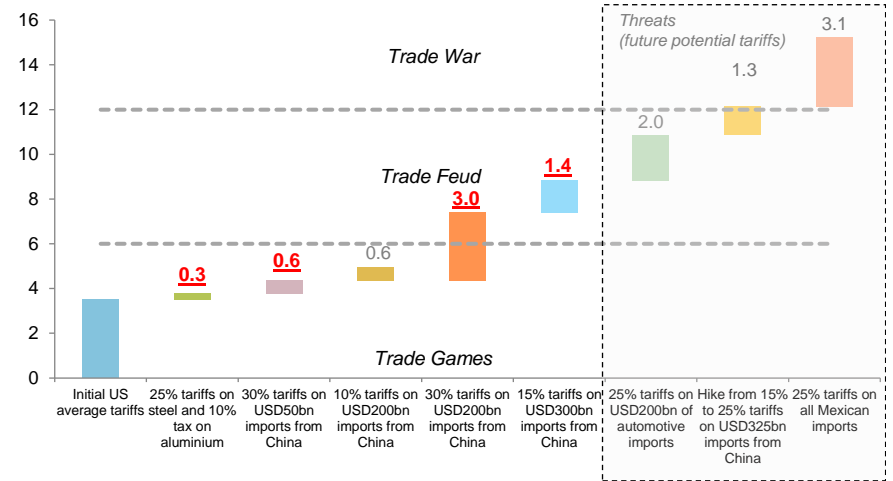 16
14
12
10
8
6
4
2
0
Threats
(future potential tariffs)
Trade War
Trade Feud
Trade Games
0.3
0.6
0.6
3.0
1.4
2.0
1.3
3.1
Initial US
average tariffs
25% tariffs on
steel and 10%
tax on
aluminium
30% tariffs on
USD50bn
imports from
China
10% tariffs on
USD200bn
imports from
China
30% tariffs on
USD200bn
imports from
China
15% tariffs on
USD300bn
imports from
China
25% tariffs on
USD200bn of
automotive
imports
Hike from 15%
to 25% tariffs
on USD325bn
imports from
China
25% tariffs on
all Mexican
imports